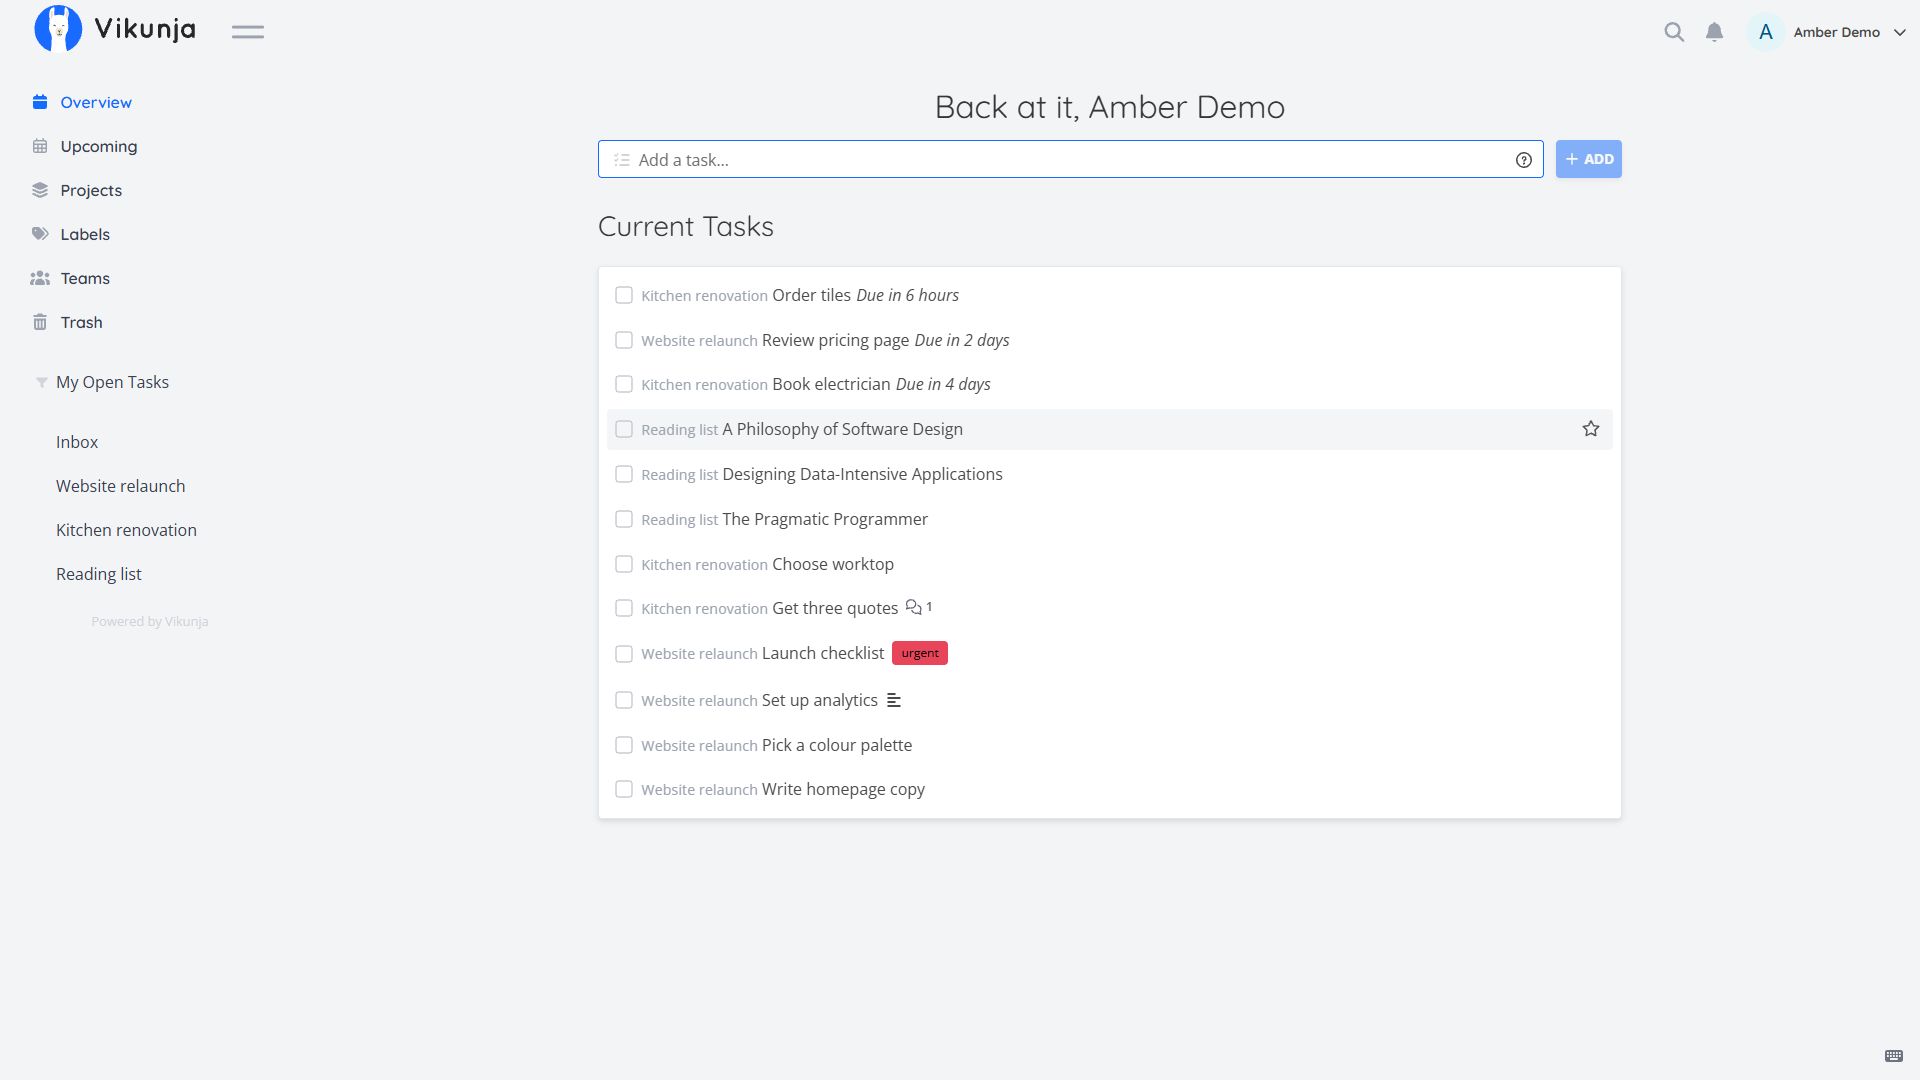 Vikunja
A Amber Demo
Overview
Upcoming
Projects
Labels
Teams
Trash
My Open Tasks
Inbox
Website relaunch
Kitchen renovation
Reading list
Powered by Vikunja
Back at it, Amber Demo
Add a task...
ADD
Current Tasks
Kitchen renovation Order tiles Due in 6 hours
Website relaunch Review pricing page Due in 2 days
Kitchen renovation Book electrician Due in 4 days
Reading list A Philosophy of Software Design
Reading list Designing Data-Intensive Applications
Reading list The Pragmatic Programmer
Kitchen renovation Choose worktop
Kitchen renovation Get three quotes 1
Website relaunch Launch checklist urgent
Website relaunch Set up analytics
Website relaunch Pick a colour palette
Website relaunch Write homepage copy